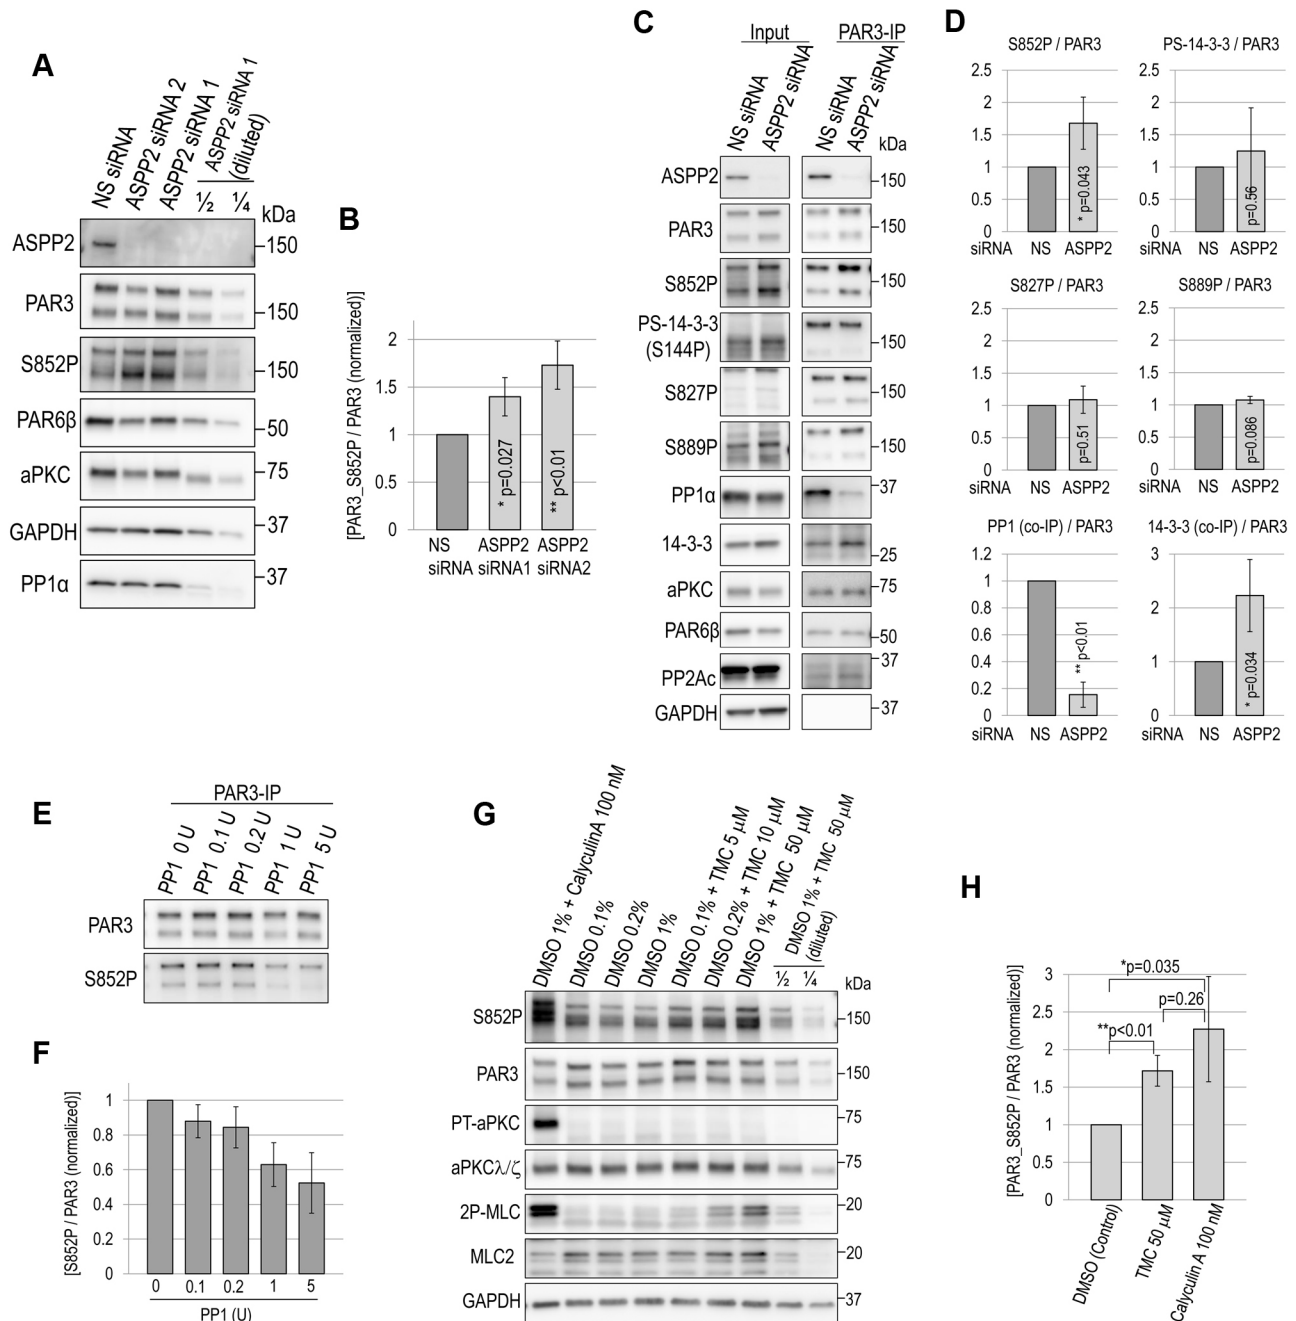 A
NS siRNA
ASPP2 siRNA 2
ASPP2 siRNA 1
ASPP2 siRNA 1
(diluted)
½ ¼
kDa
ASPP2 150
PAR3 150
S852P 150
PAR6β 50
aPKC 75
GAPDH 37
PP1α 37
B
[PAR3_S852P / PAR3 (normalized)]
2
1.5
1
0.5
0
* p=0.027
** p<0.01
NS ASPP2 ASPP2
siRNA siRNA1 siRNA2
C
Input PAR3-IP
NS siRNA
ASPP2 siRNA
NS siRNA
ASPP2 siRNA
kDa
ASPP2 150
PAR3 150
S852P 150
PS-14-3-3
(S144P) 150
S827P 150
S889P 150
PP1α 37
14-3-3 25
aPKC 75
PAR6β 50
PP2Ac 37
GAPDH 37
D
S852P / PAR3
2.5
2
1.5
1
0.5
0
* p=0.043
siRNA NS ASPP2
PS-14-3-3 / PAR3
2.5
2
1.5
1
0.5
0
p=0.56
siRNA NS ASPP2
S827P / PAR3
2.5
2
1.5
1
0.5
0
p=0.51
siRNA NS ASPP2
S889P / PAR3
2.5
2
1.5
1
0.5
0
p=0.086
siRNA NS ASPP2
PP1 (co-IP) / PAR3
1.2
1
0.8
0.6
0.4
0.2
0
** p<0.01
siRNA NS ASPP2
14-3-3 (co-IP) / PAR3
3
2
1
0
* p=0.034
siRNA NS ASPP2
E
PAR3-IP
PP1 0 U
PP1 0.1 U
PP1 0.2 U
PP1 1 U
PP1 5 U
PAR3
S852P
F
[S852P / PAR3 (normalized)]
1
0.8
0.6
0.4
0.2
0
0 0.1 0.2 1 5
PP1 (U)
G
DMSO 1% + CalyculinA 100 nM
DMSO 0.1%
DMSO 0.2%
DMSO 1%
DMSO 0.1% + TMC 5 µM
DMSO 0.2% + TMC 10 µM
DMSO 1% + TMC 50 µM
DMSO 1% + TMC 50 µM
(diluted)
½ ¼
kDa
S852P 150
PAR3 150
PT-aPKC 75
aPKCλ/ζ 75
2P-MLC 20
MLC2 20
GAPDH 37
H
[PAR3_S852P / PAR3 (normalized)]
3
2.5
2
1.5
1
0.5
0
*p=0.035
p=0.26
**p<0.01
DMSO (Control)
TMC 50 µM
Calyculin A 100 nM